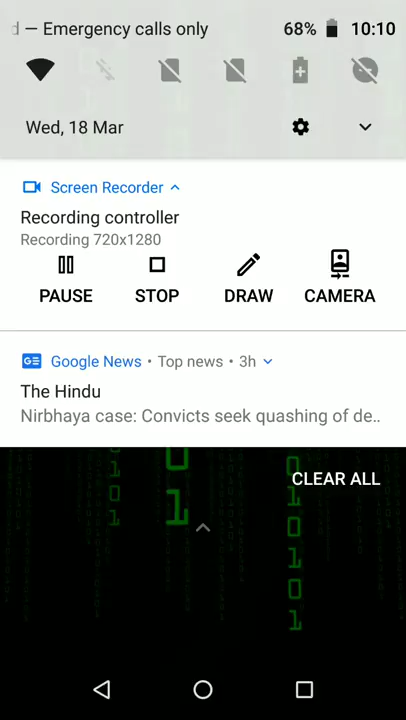 d — Emergency calls only 68% 10:10
Wed, 18 Mar
Screen Recorder
Recording controller
Recording 720x1280
PAUSE STOP DRAW CAMERA
Google News • Top news • 3h
The Hindu
Nirbhaya case: Convicts seek quashing of de..
CLEAR ALL